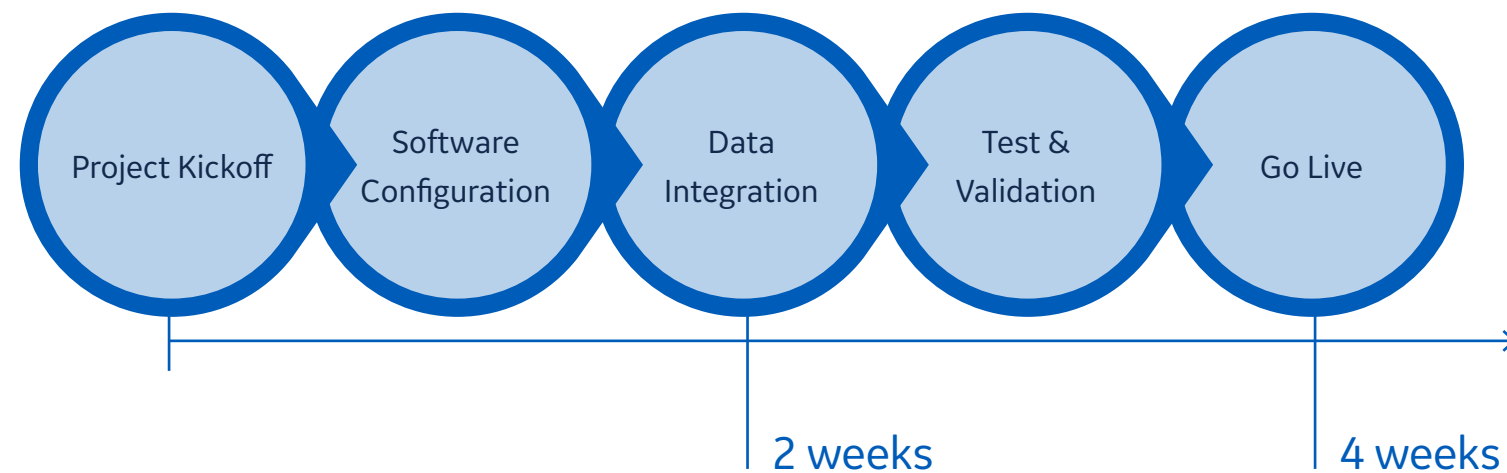 Project Kickoff
Software
Configuration
Data
Integration
Test &
Validation
Go Live
2 weeks
4 weeks